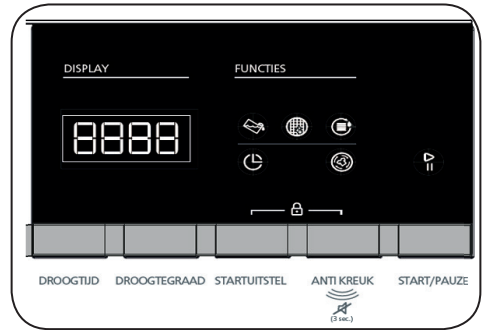 DISPLAY
FUNCTIES
8888
DROOGTIJD
DROOGTEGRAAD
STARTUITSTEL
ANTI KREUK
START/PAUZE
(3 sec.)